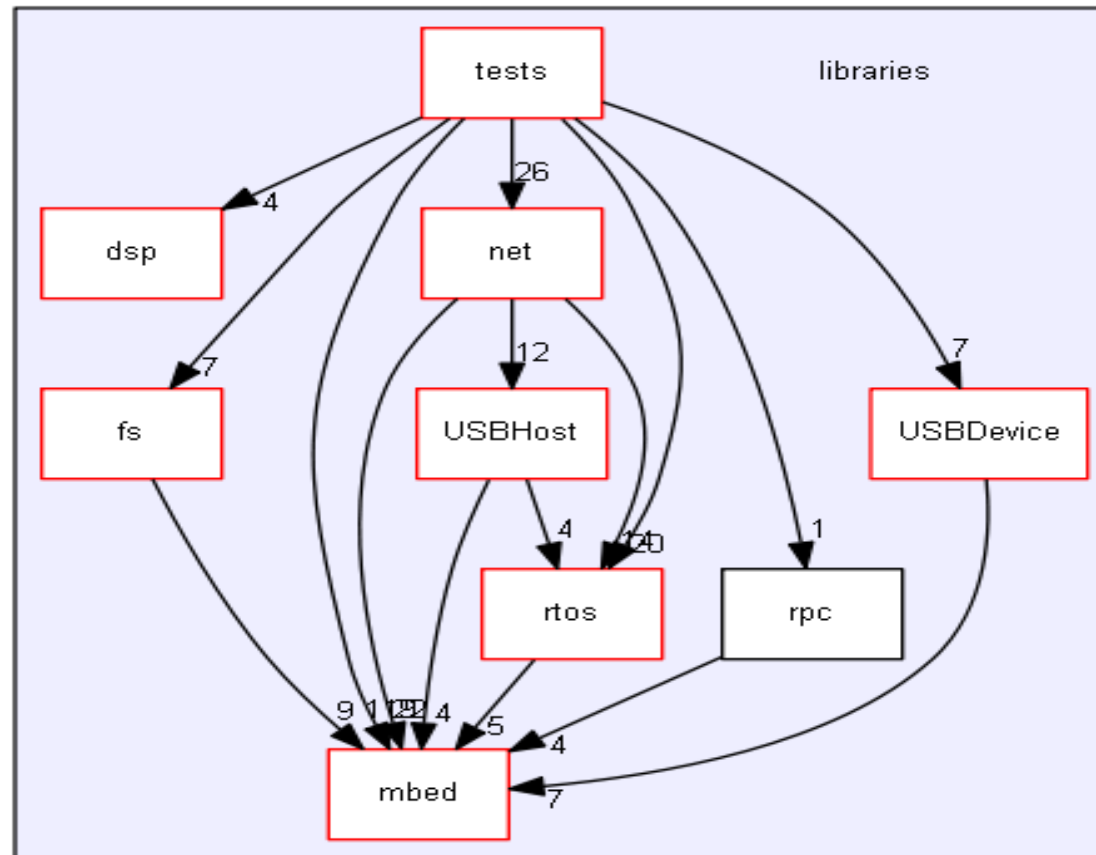 tests
libraries
26
4
dsp
net
7
12
7
fs
USBHost
USBDevice
4
20
1
rtos
rpc
9
4
5
4
mbed
7